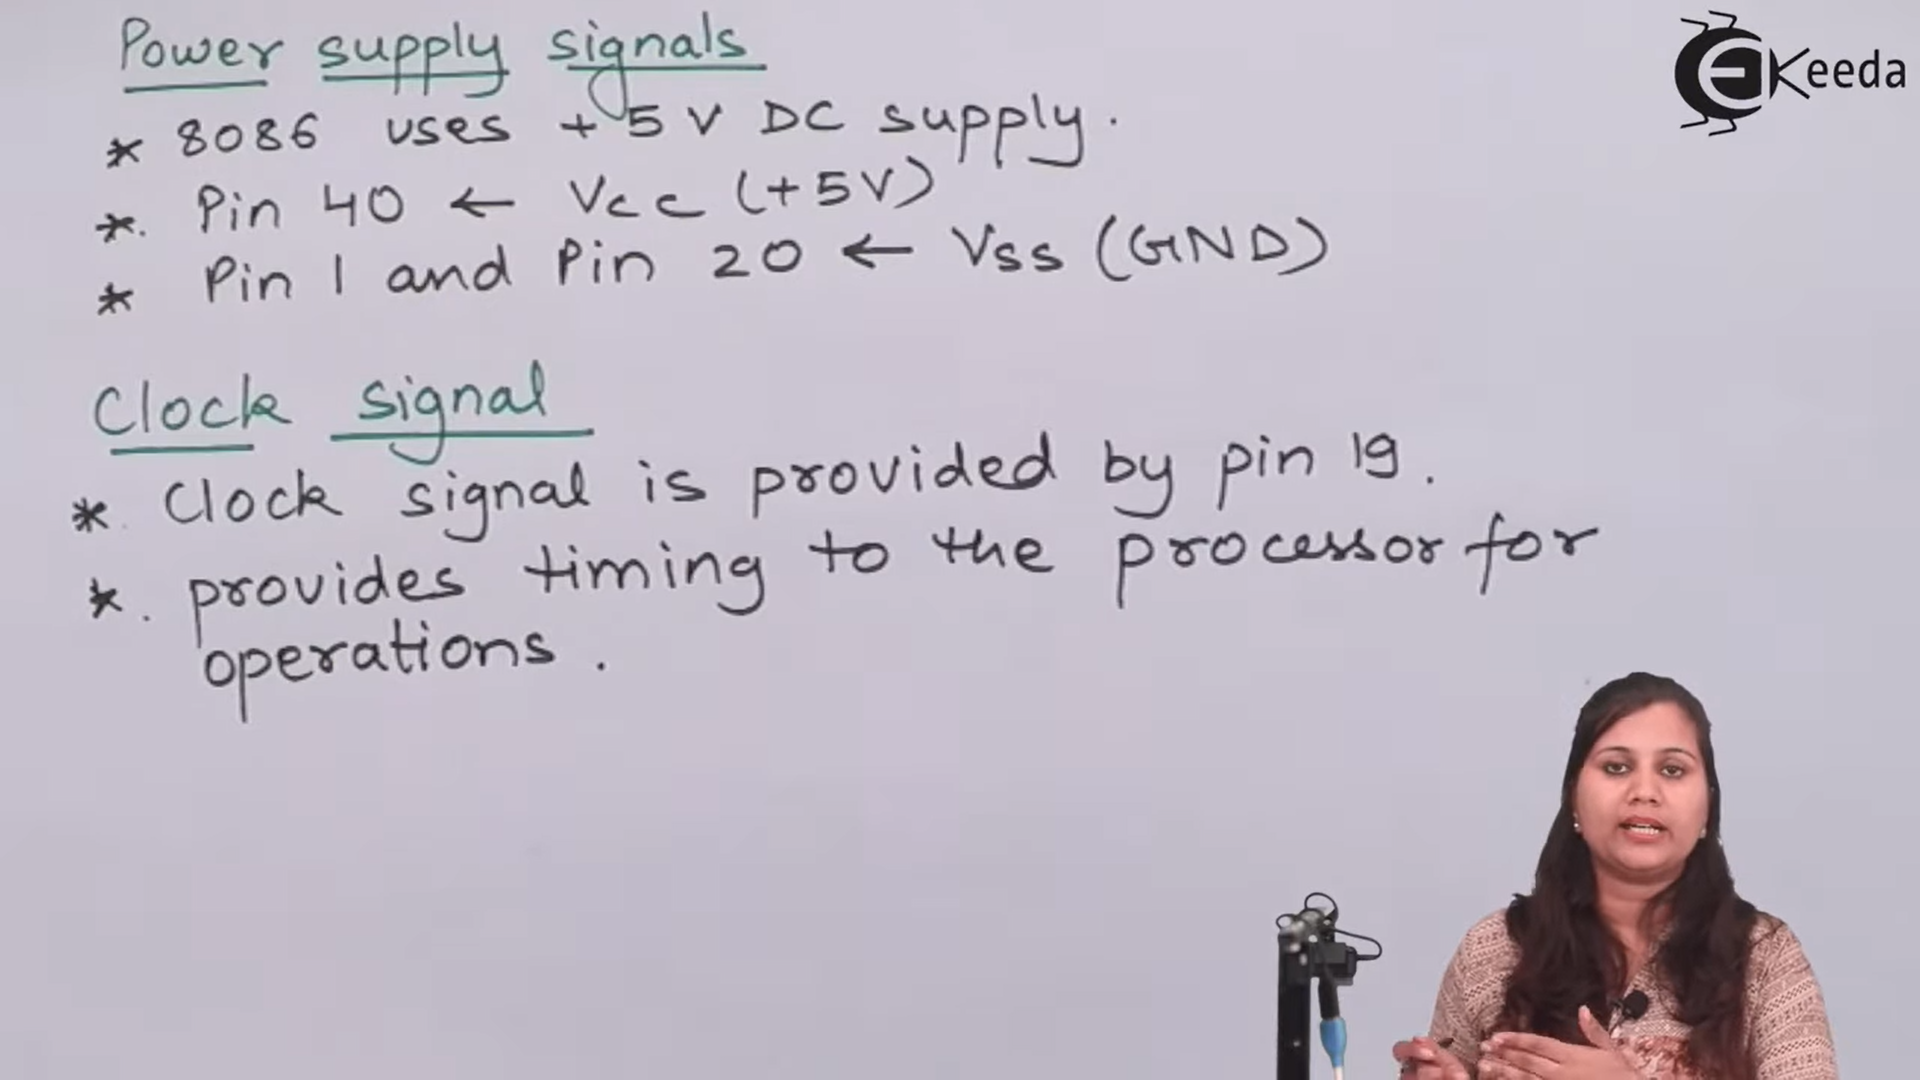 Power supply signals
EKeeda
* 8086 uses +5V DC supply.
*. Pin 40 ← Vcc (+5V)
* Pin 1 and Pin 20 ← Vss (GND)
Clock signal
* Clock signal is provided by pin 19.
*. provides timing to the processor for
operations.